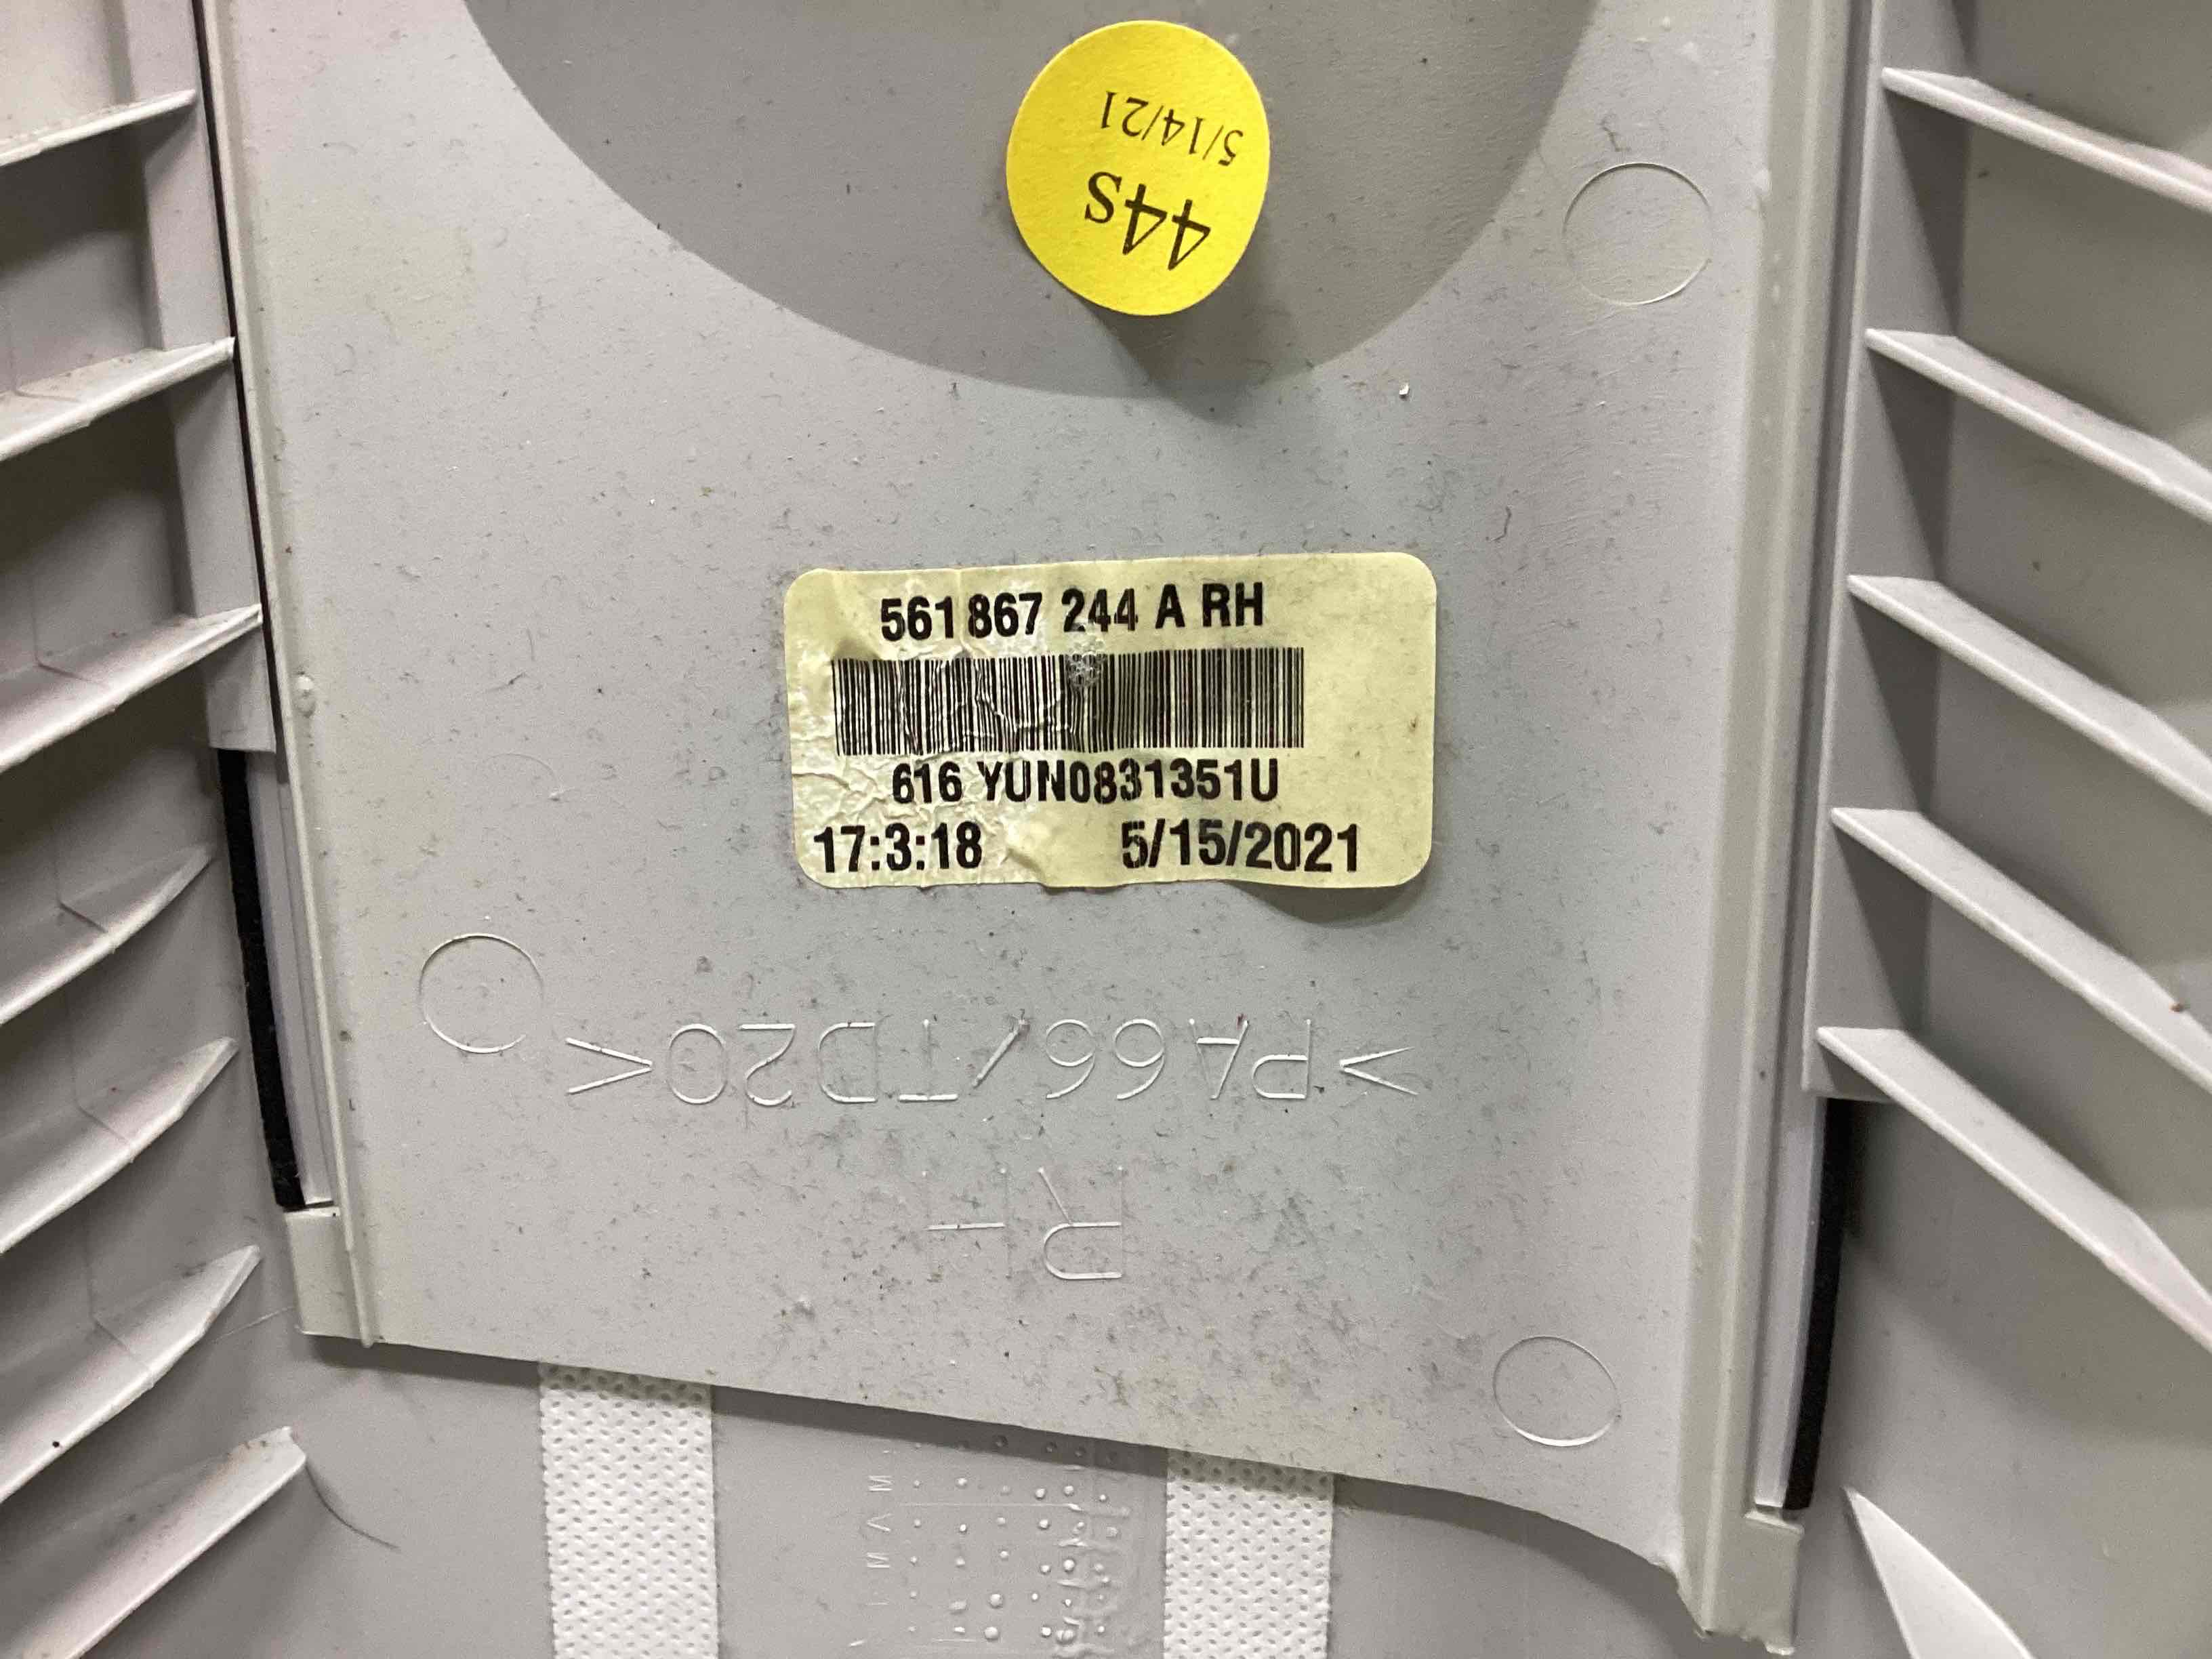 44s
5/14/21
561 867 244 A RH
616 YUN0831351U
17:3:18 5/15/2021
>PA66/TD20<
RH